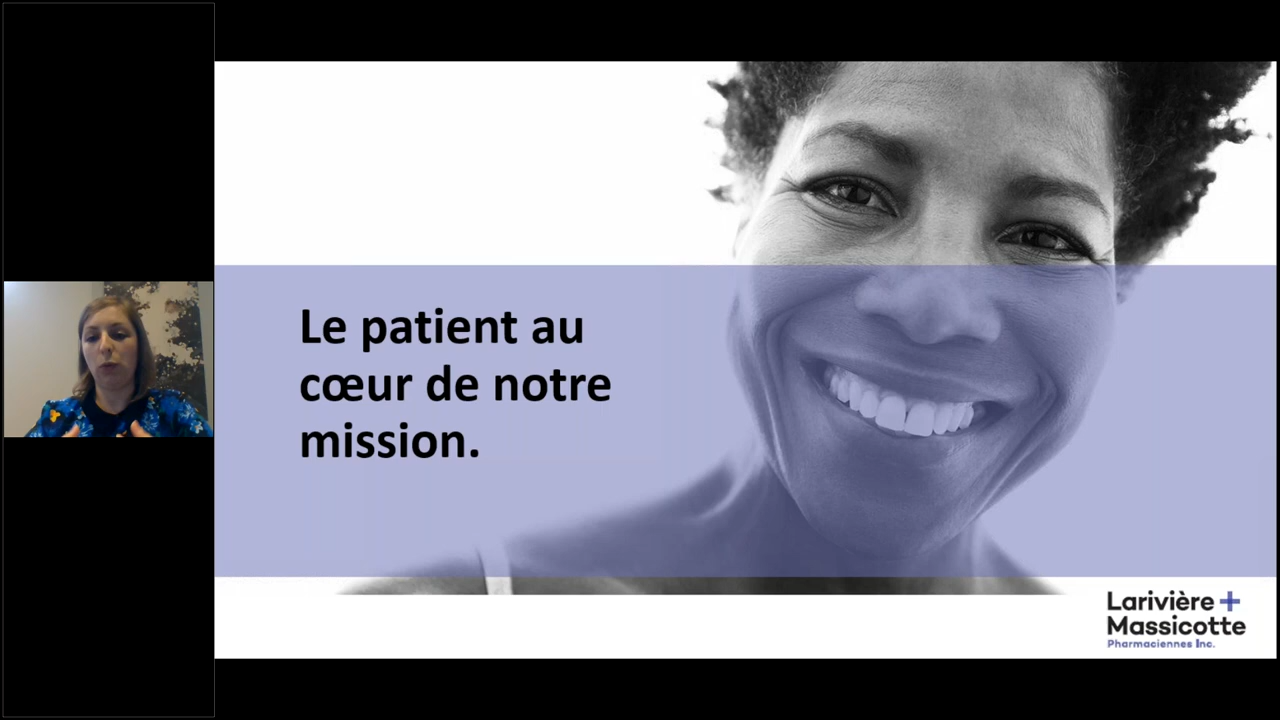 Le patient au
cœur de notre
mission.
Larivière +
Massicotte
Pharmaciennes Inc.